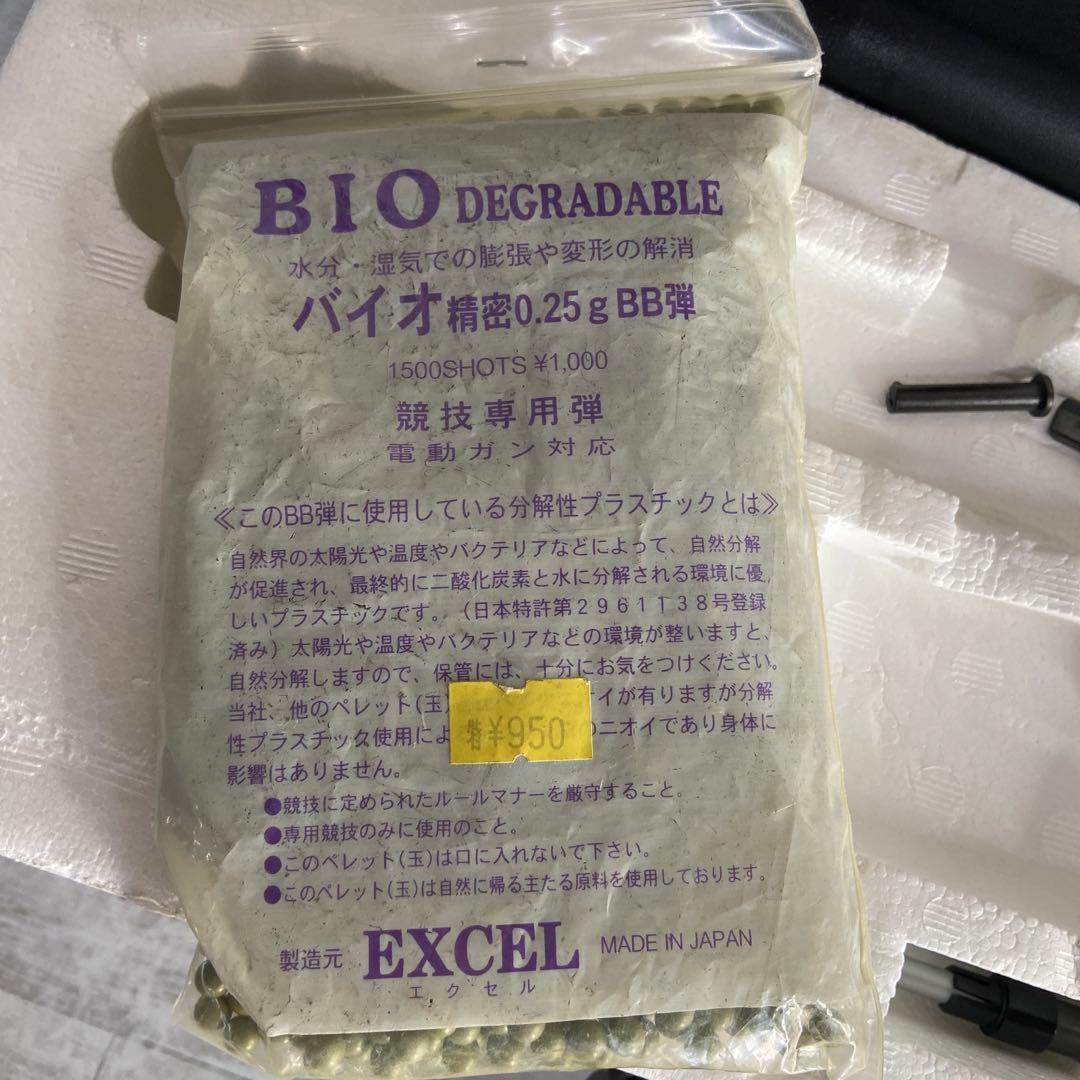 BIO DEGRADABLE
水分・湿気での膨張や変形の解消
バイオ精密0.25g BB弾
1500SHOTS ¥1,000
競技専用弾
電動ガン対応
≪このBB弾に使用している分解性プラスチックとは≫
自然界の太陽光や温度やバクテリアなどによって、自然分解
が促進され、最終的に二酸化炭素と水に分解される環境に優
しいプラスチックです。(日本特許第2961138号登録
済み)太陽光や温度やバクテリアなどの環境が整いますと、
自然分解しますので、保管には、十分にお気をつけください。
当社、他のペレット(玉 イが有りますが分解
性プラスチック使用によ のニオイであり身体に
影響はありません。
特¥950
●競技に定められたルールマナーを厳守すること。
●専用競技のみに使用のこと。
●このペレット(玉)は口に入れないで下さい。
●このペレット(玉)は自然に帰る主たる原料を使用しております。
製造元 EXCEL MADE IN JAPAN
エクセル